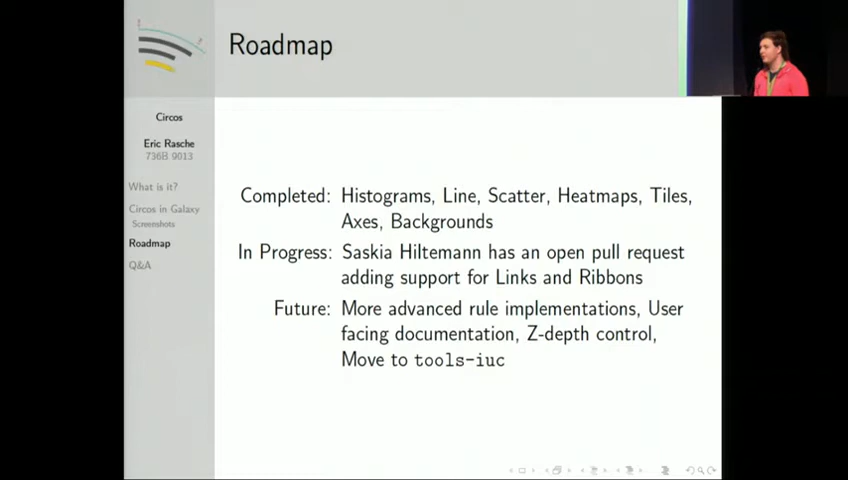 Roadmap
Circos
Eric Rasche
736B 9013
What is it?
Circos in Galaxy
Screenshots
Roadmap
Q&A
Completed: Histograms, Line, Scatter, Heatmaps, Tiles,
Axes, Backgrounds
In Progress: Saskia Hiltemann has an open pull request
adding support for Links and Ribbons
Future: More advanced rule implementations, User
facing documentation, Z-depth control,
Move to tools-iuc